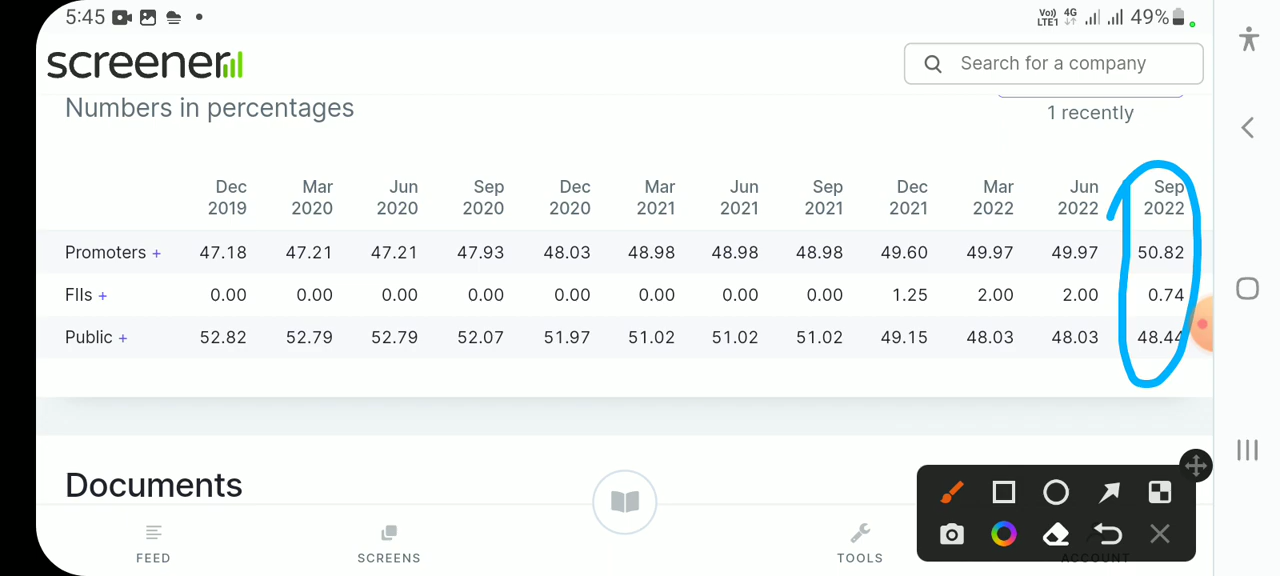 5:45 Vo)) LTE1 4G 49%
screener Search for a company
Numbers in percentages 1 recently
Dec 2019 Mar 2020 Jun 2020 Sep 2020 Dec 2020 Mar 2021 Jun 2021 Sep 2021 Dec 2021 Mar 2022 Jun 2022 Sep 2022
Promoters + 47.18 47.21 47.21 47.93 48.03 48.98 48.98 48.98 49.60 49.97 49.97 50.82
FIIs + 0.00 0.00 0.00 0.00 0.00 0.00 0.00 0.00 1.25 2.00 2.00 0.74
Public + 52.82 52.79 52.79 52.07 51.97 51.02 51.02 51.02 49.15 48.03 48.03 48.44
Documents
FEED SCREENS TOOLS ACCOUNT